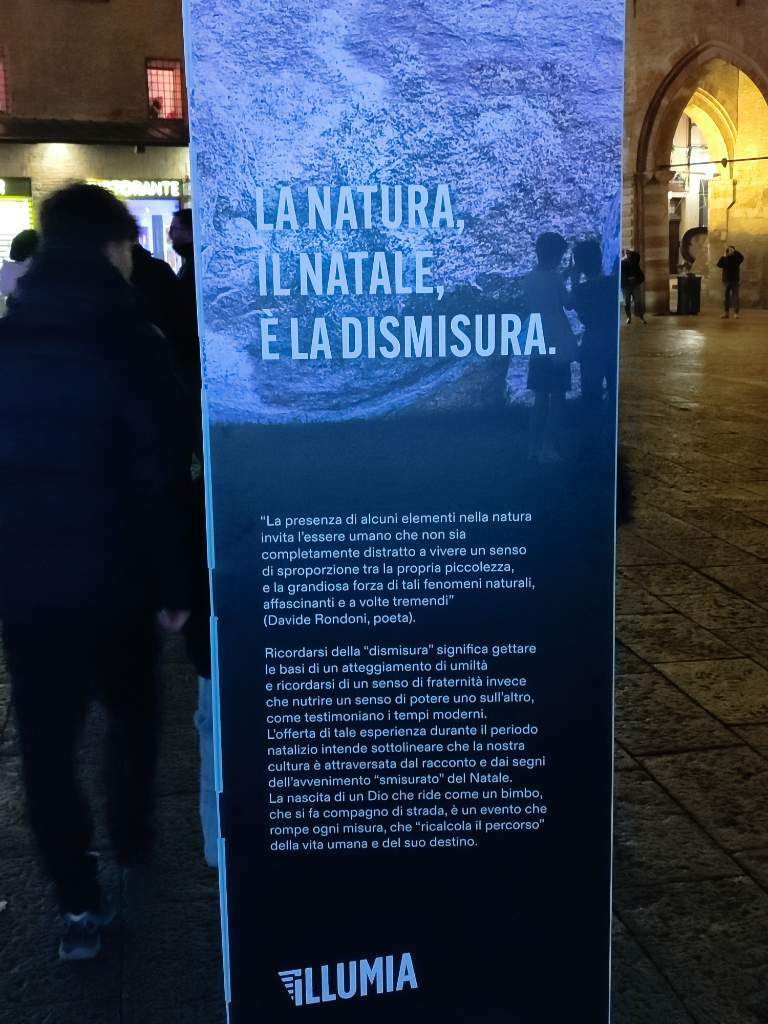 LA NATURA,
IL NATALE,
È LA DISMISURA.
“La presenza di alcuni elementi nella natura
invita l’essere umano che non sia
completamente distratto a vivere un senso
di sproporzione tra la propria piccolezza,
e la grandiosa forza di tali fenomeni naturali,
affascinanti e a volte tremendi”
(Davide Rondoni, poeta).
Ricordarsi della “dismisura” significa gettare
le basi di un atteggiamento di umiltà
e ricordarsi di un senso di fraternità invece
che nutrire un senso di potere uno sull’altro,
come testimoniano i tempi moderni.
L’offerta di tale esperienza durante il periodo
natalizio intende sottolineare che la nostra
cultura è attraversata dal racconto e dai segni
dell’avvenimento “smisurato” del Natale.
La nascita di un Dio che ride come un bimbo,
che si fa compagno di strada, è un evento che
rompe ogni misura, che “ricalcola il percorso”
della vita umana e del suo destino.
iLLUMIA